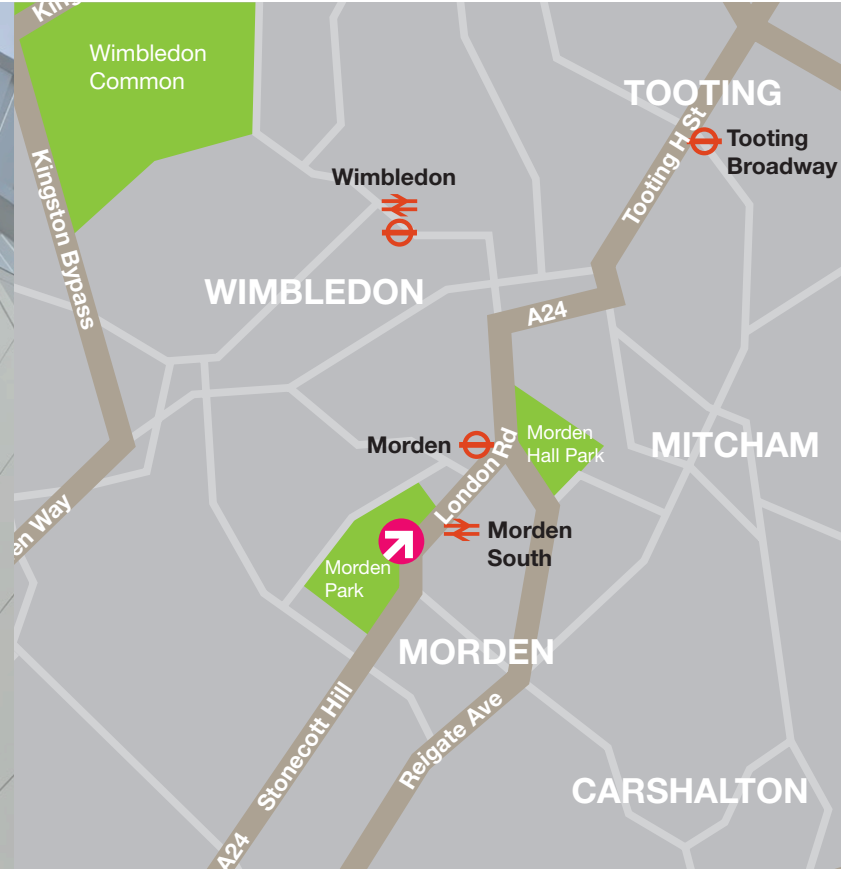 Wimbledon
Common
TOOTING
Tooting H St
Tooting
Broadway
Kingston Bypass
Wimbledon
WIMBLEDON
A24
Morden
London Rd
Morden
Hall Park
MITCHAM
Morden
South
Morden
Park
MORDEN
Stonecott Hill
Reigate Ave
CARSHALTON
A24